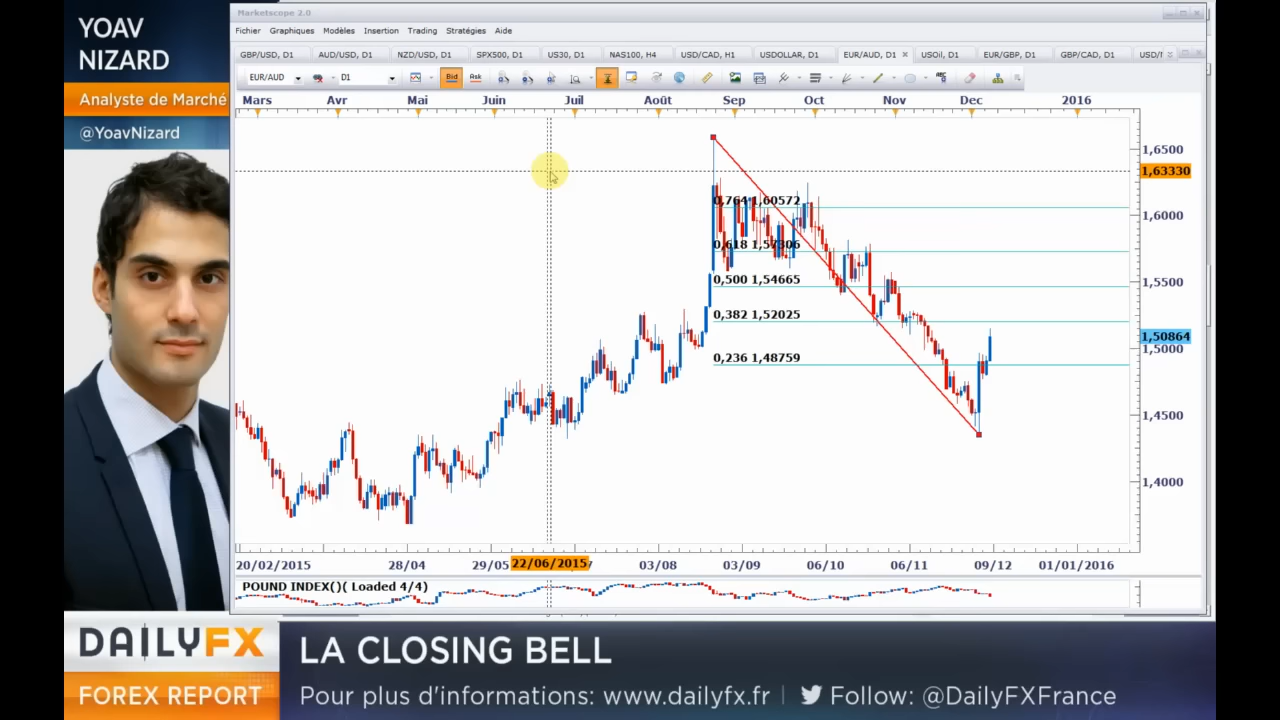 YOAV
NIZARD
Analyste de Marché
@YoavNizard
Marketscope 2.0
Fichier Graphiques Modèles Insertion Trading Stratégies Aide
GBP/USD, D1 AUD/USD, D1 NZD/USD, D1 SPX500, D1 US30, D1 NAS100, H4 USD/CAD, H1 USDOLLAR, D1 EUR/AUD, D1 USOil, D1 EUR/GBP, D1 GBP/CAD, D1
EUR/AUD D1 Bid Ask
Mars Avr Mai Juin Juil Août Sep Oct Nov Dec 2016
1,6500
1,63330
0,764 1,60572
1,6000
0,618 1,57306
0,500 1,54665
1,5500
0,382 1,52025
1,50864
1,5000
0,236 1,48759
1,4500
1,4000
20/02/2015 28/04 29/05 22/06/2015 03/08 03/09 06/10 06/11 09/12 01/01/2016
POUND INDEX()( Loaded 4/4)
DAILYFX
FOREX REPORT
LA CLOSING BELL
Pour plus d'informations: www.dailyfx.fr | Follow: @DailyFXFrance